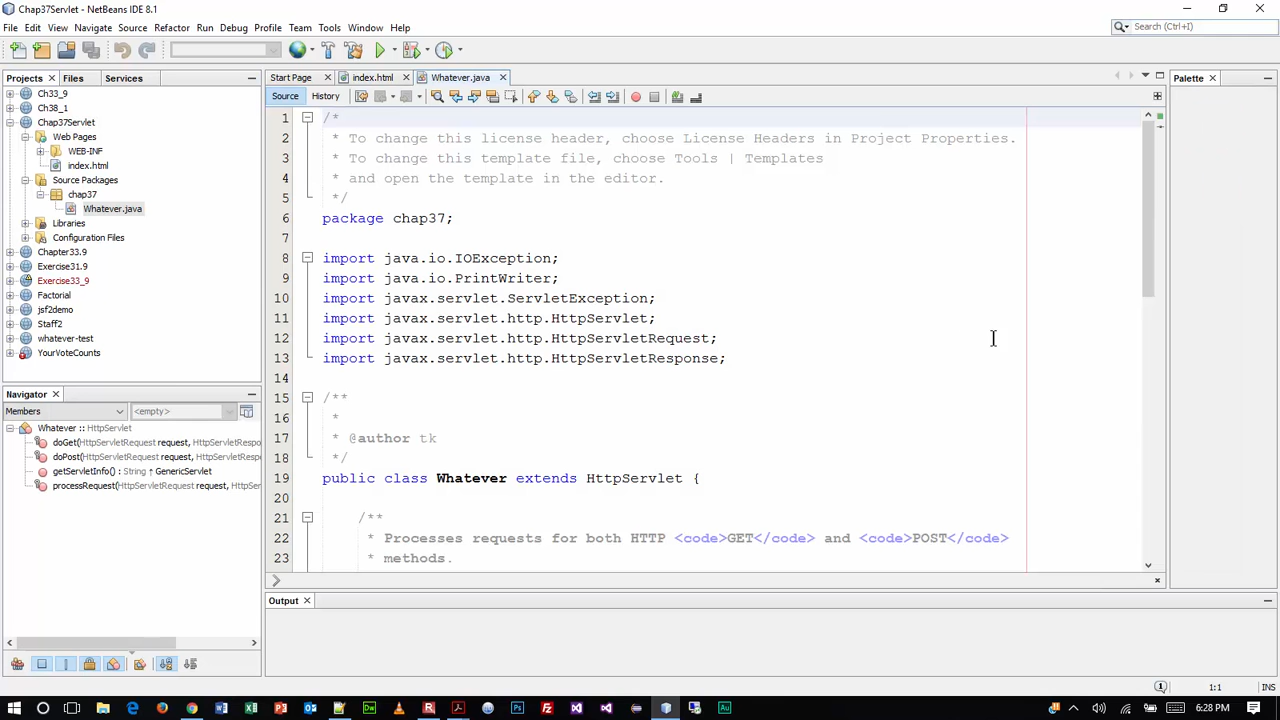 Chap37Servlet - NetBeans IDE 8.1
File Edit View Navigate Source Refactor Run Debug Profile Team Tools Window Help
Search (Ctrl+I)
Projects Files Services
Start Page index.html Whatever.java
Palette
Source History
Ch33_9
Ch38_1
Chap37Servlet
Web Pages
WEB-INF
index.html
Source Packages
chap37
Whatever.java
Libraries
Configuration Files
Chapter33.9
Exercise31.9
Exercise33_9
Factorial
jsf2demo
Staff2
whatever-test
YourVoteCounts
Navigator
Members <empty>
Whatever :: HttpServlet
doGet(HttpServletRequest request, HttpServletRespo
doPost(HttpServletRequest request, HttpServletRespo
getServletInfo() : String ↑ GenericServlet
processRequest(HttpServletRequest request, HttpSer
1 /*
2 * To change this license header, choose License Headers in Project Properties.
3 * To change this template file, choose Tools | Templates
4 * and open the template in the editor.
5 */
6 package chap37;
7
8 import java.io.IOException;
9 import java.io.PrintWriter;
10 import javax.servlet.ServletException;
11 import javax.servlet.http.HttpServlet;
12 import javax.servlet.http.HttpServletRequest;
13 import javax.servlet.http.HttpServletResponse;
14
15 /**
16 *
17 * @author tk
18 */
19 public class Whatever extends HttpServlet {
20
21 /**
22 * Processes requests for both HTTP <code>GET</code> and <code>POST</code>
23 * methods.
Output
1:1 INS
6:28 PM